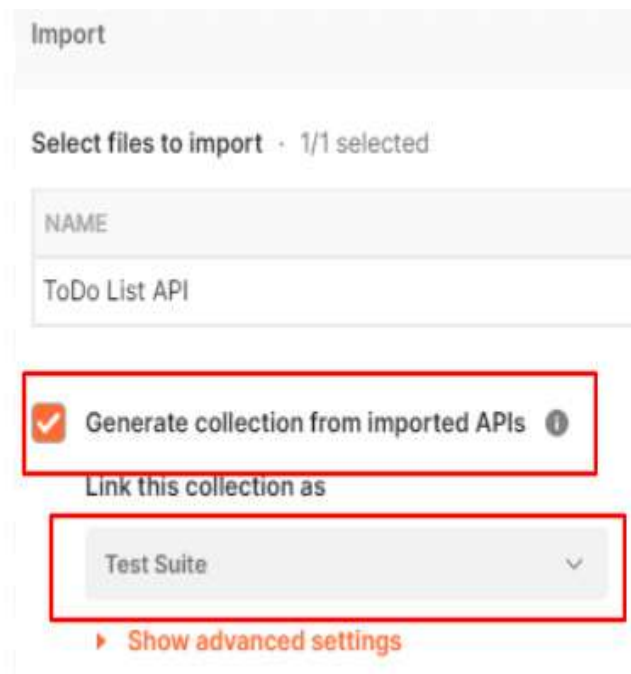 Import
Select files to import · 1/1 selected
NAME
ToDo List API
Generate collection from imported APIs
Link this collection as
Test Suite
Show advanced settings